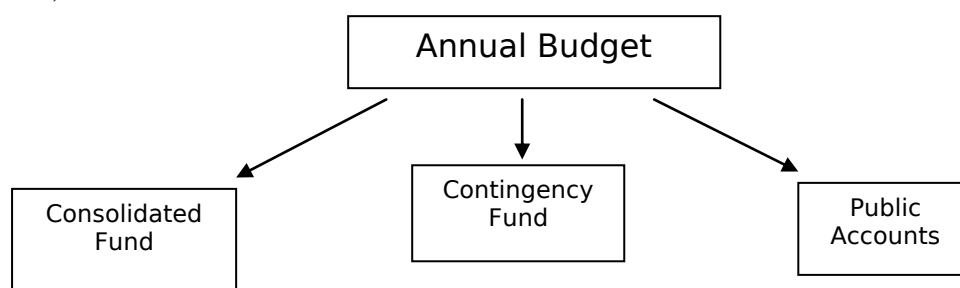 Annual Budget
Consolidated
Fund
Contingency
Fund
Public
Accounts